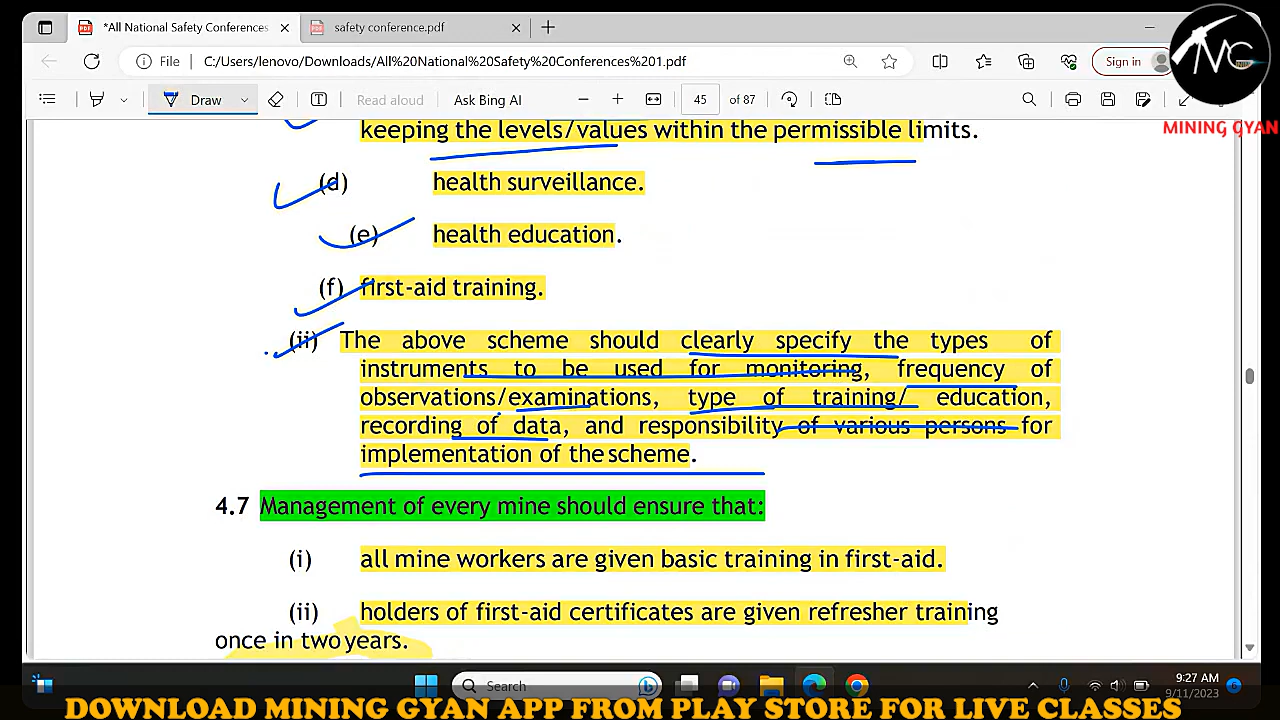 *All National Safety Conferences
safety conference.pdf
File
C:/Users/lenovo/Downloads/All%20National%20Safety%20Conferences%201.pdf
Sign in
Draw
Read aloud
Ask Bing AI
45
of 87
MC
MINING GYAN
keeping the levels/values within the permissible limits.
(d) health surveillance.
(e) health education.
(f) first-aid training.
(ii) The above scheme should clearly specify the types of
instruments to be used for monitoring, frequency of
observations/examinations, type of training/ education,
recording of data, and responsibility of various persons for
implementation of the scheme.
4.7 Management of every mine should ensure that:
(i) all mine workers are given basic training in first-aid.
(ii) holders of first-aid certificates are given refresher training
once in two years.
Search
9:27 AM
9/11/2023
6
DOWNLOAD MINING GYAN APP FROM PLAY STORE FOR LIVE CLASSES